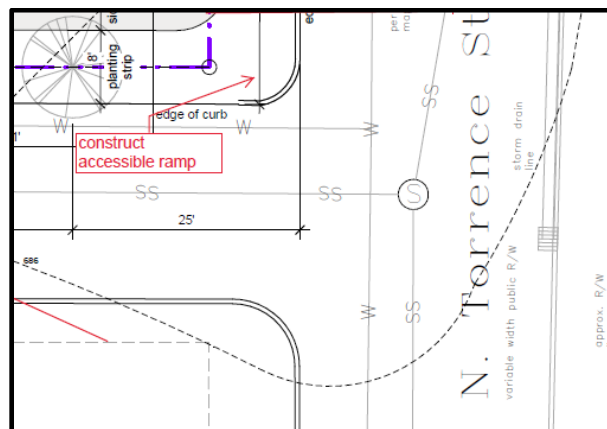 8'
planting
strip
edge of curb
W
W
W
1'
construct
accessible ramp
SS
SS
SS
SS
S
25'
686
W
N. Torrence St
variable width public R/W
storm drain
line
approx. R/W